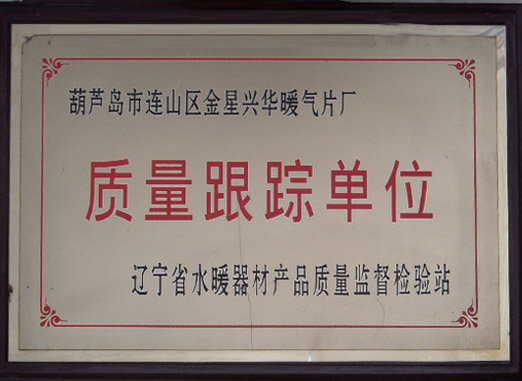 葫芦岛市连山区金星兴华暖气片厂
质量跟踪单位
辽宁省水暖器材产品质量监督检验站